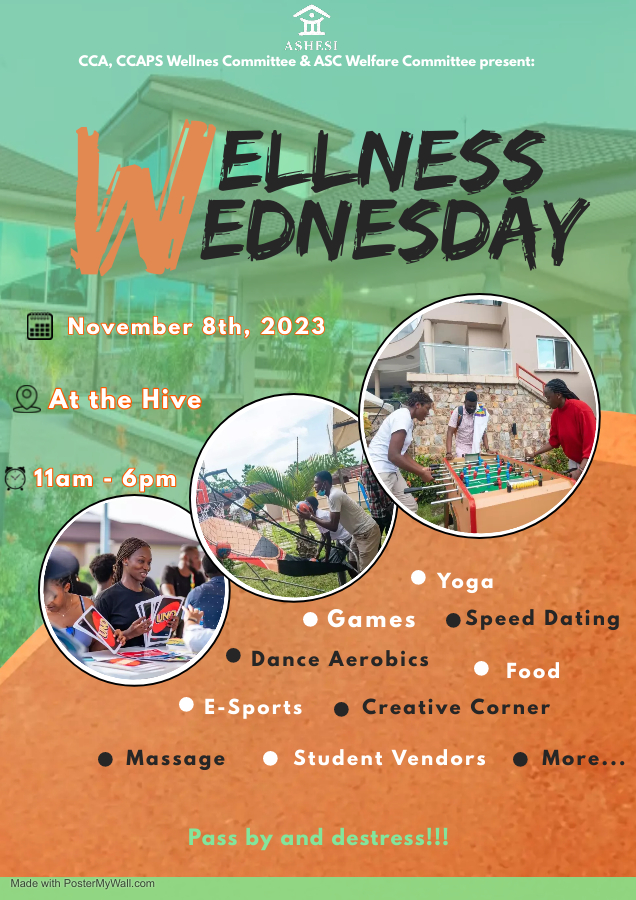 ASHESI
CCA, CCAPS Wellnes Committee & ASC Welfare Committee present:
WELLNESS
WEDNESDAY
November 8th, 2023
At the Hive
11am - 6pm
UNO
UNO
Yoga
Games
Speed Dating
Dance Aerobics
Food
E-Sports
Creative Corner
Massage
Student Vendors
More...
Pass by and destress!!!
Made with PosterMyWall.com